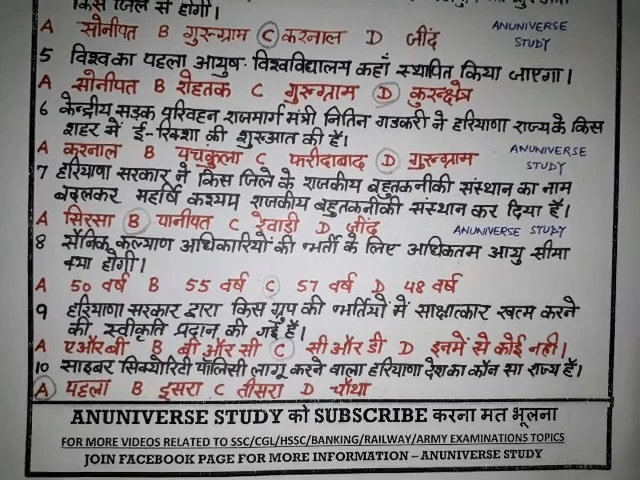 किस जिले से होगी।
A सोनीपत B गुरुग्राम C करनाल D जींद
ANUNIVERSE STUDY
5 विश्व का पहला आयुष विश्वविद्यालय कहाँ स्थापित किया जाएगा।
A सोनीपत B रोहतक C गुरुग्राम D कुरुक्षेत्र
6 केन्द्रीय सड़क परिवहन राजमार्ग मंत्री नितिन गडकरी ने हरियाणा राज्य के किस
शहर में ई-रिक्शा की शुरुआत की है।
A करनाल B पंचकुला C फरीदाबाद D गुरुग्राम
ANUNIVERSE STUDY
7 हरियाणा सरकार ने किस जिले के राजकीय बहुतकनीकी संस्थान का नाम
बदलकर महर्षि कश्यप राजकीय बहुतकनीकी संस्थान कर दिया है।
A सिरसा B पानीपत C रेवाड़ी D जींद
ANUNIVERSE STUDY
8 सैनिक कल्याण अधिकारियों की भर्ती के लिए अधिकतम आयु सीमा
क्या होगी।
A 50 वर्ष B 55 वर्ष C 57 वर्ष D 48 वर्ष
9 हरियाणा सरकार द्वारा किस ग्रुप की भर्तियों में साक्षात्कार खत्म करने
की स्वीकृति प्रदान की गई है।
A ए और बी B बी और सी C सी और डी D इनमें से कोई नही।
10 साइबर सिक्योरिटी पॉलिसी लागू करने वाला हरियाणा देश का कौन सा राज्य है।
A पहला B दूसरा C तीसरा D चौथा
ANUNIVERSE STUDY को SUBSCRIBE करना मत भूलना
FOR MORE VIDEOS RELATED TO SSC/CGL/HSSC/BANKING/RAILWAY/ARMY EXAMINATIONS TOPICS
JOIN FACEBOOK PAGE FOR MORE INFORMATION – ANUNIVERSE STUDY